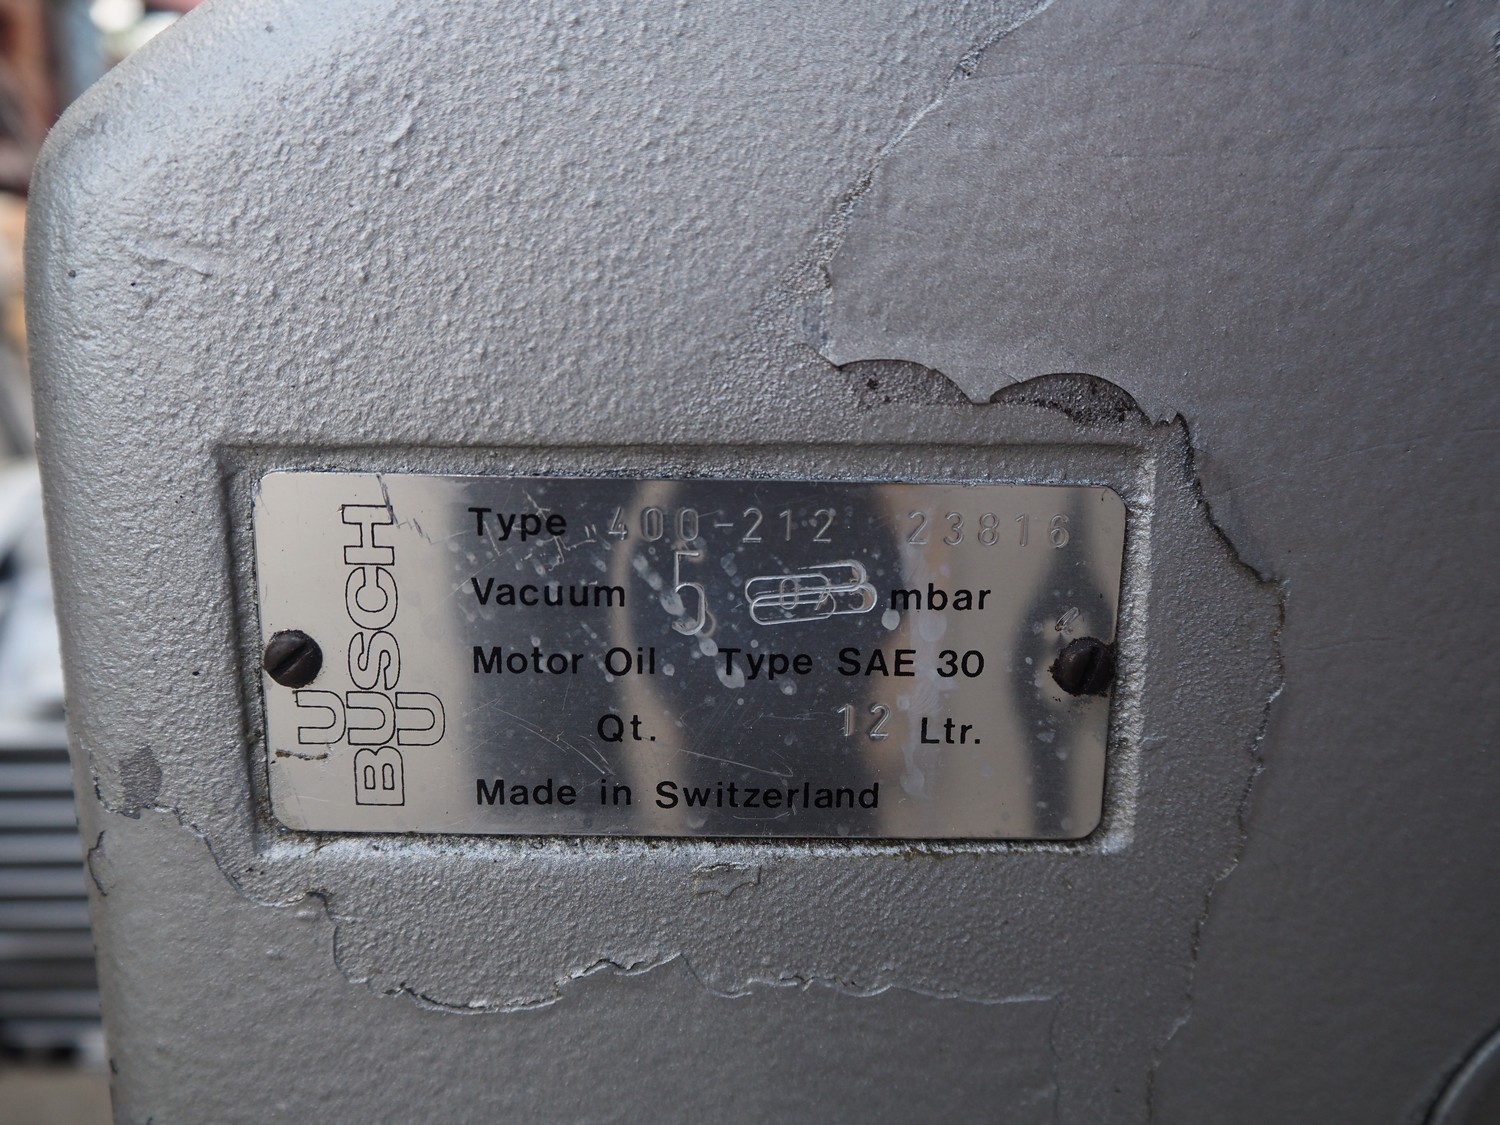 BUSCH
Type 400-212 23816
Vacuum 5 mbar
Motor Oil Type SAE 30
Qt. 12 Ltr.
Made in Switzerland